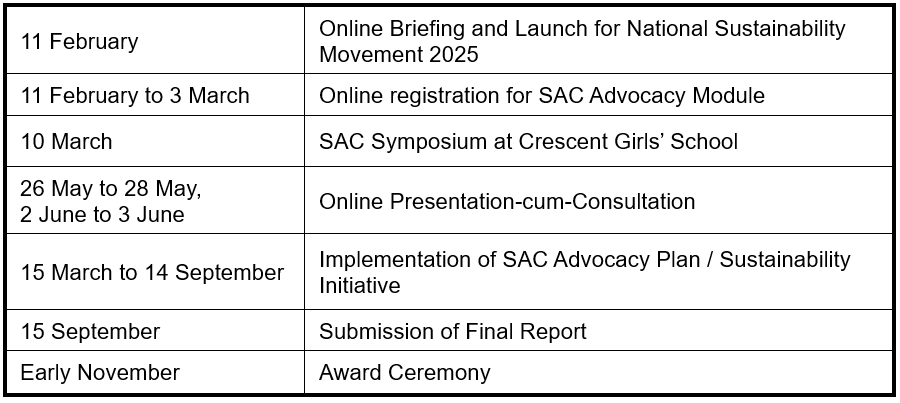 11 February
Online Briefing and Launch for National Sustainability
Movement 2025
11 February to 3 March
Online registration for SAC Advocacy Module
10 March
SAC Symposium at Crescent Girls’ School
26 May to 28 May,
2 June to 3 June
Online Presentation-cum-Consultation
15 March to 14 September
Implementation of SAC Advocacy Plan / Sustainability
Initiative
15 September
Submission of Final Report
Early November
Award Ceremony